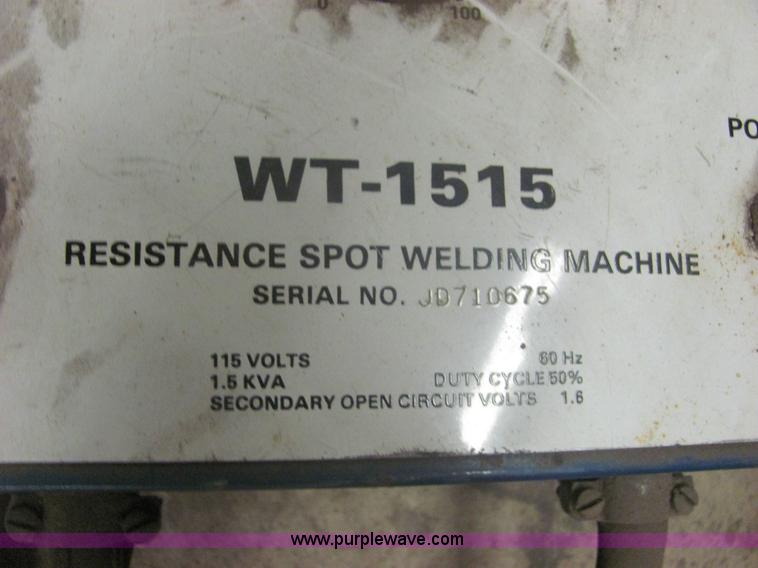 0
100
PO
WT-1515
RESISTANCE SPOT WELDING MACHINE
SERIAL NO. JD710675
115 VOLTS 60 Hz
1.5 KVA DUTY CYCLE 50%
SECONDARY OPEN CIRCUIT VOLTS 1.6
www.purplewave.com